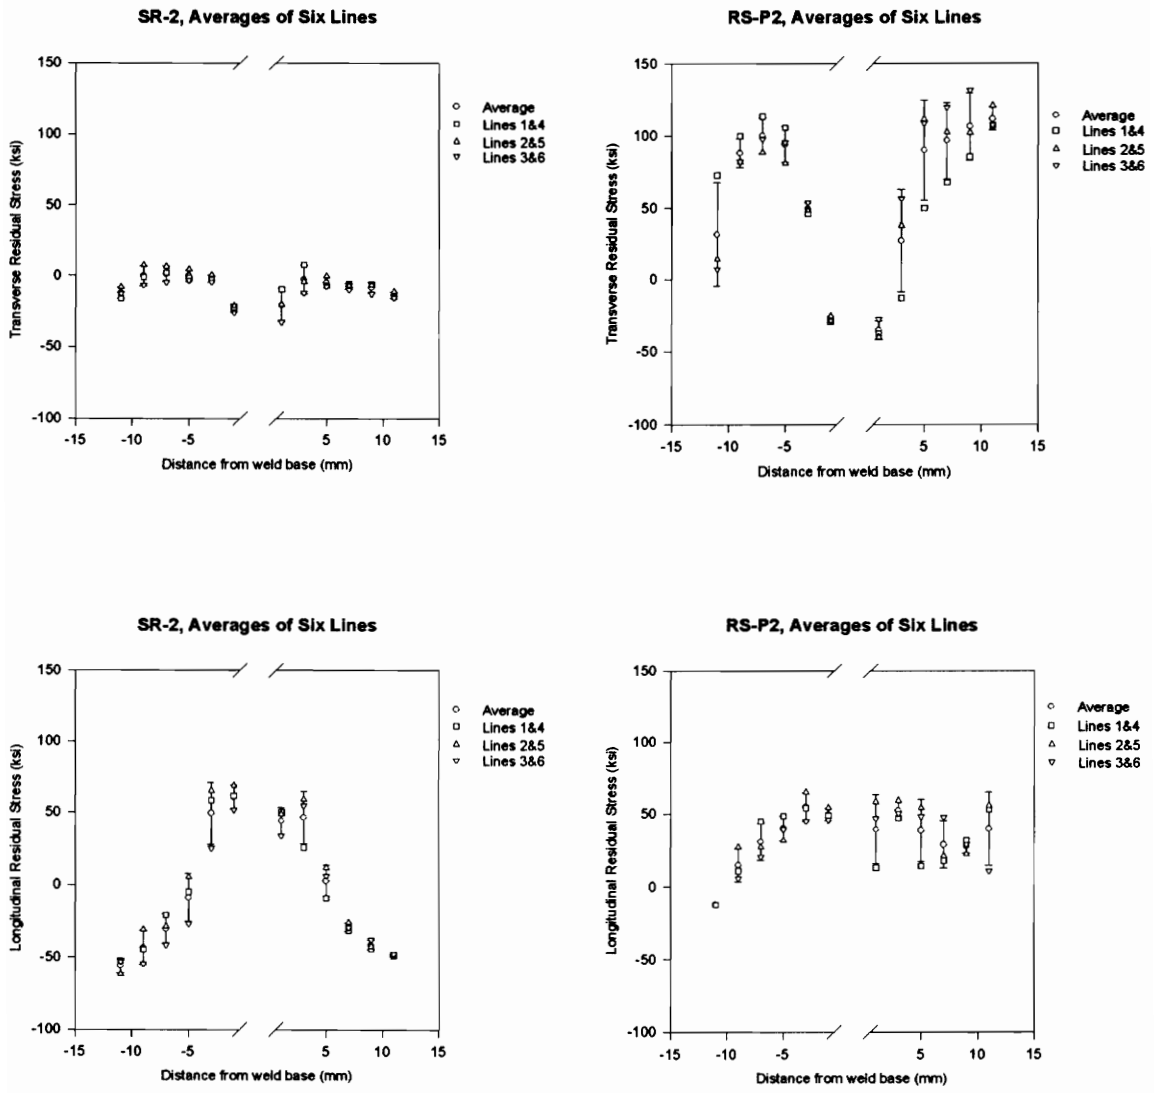 SR-2, Averages of Six Lines
150
100
50
0
-50
-100
-15
-10
-5
5
10
15
Transverse Residual Stress (ksi)
Distance from weld base (mm)
Average
Lines 1&4
Lines 2&5
Lines 3&6
RS-P2, Averages of Six Lines
150
100
50
0
-50
-100
-15
-10
-5
5
10
15
Transverse Residual Stress (ksi)
Distance from weld base (mm)
Average
Lines 1&4
Lines 2&5
Lines 3&6
SR-2, Averages of Six Lines
150
100
50
0
-50
-100
-15
-10
-5
5
10
15
Longitudinal Residual Stress (ksi)
Distance from weld base (mm)
Average
Lines 1&4
Lines 2&5
Lines 3&6
RS-P2, Averages of Six Lines
150
100
50
0
-50
-100
-15
-10
-5
5
10
15
Longitudinal Residual Stress (ksi)
Distance from weld base (mm)
Average
Lines 1&4
Lines 2&5
Lines 3&6